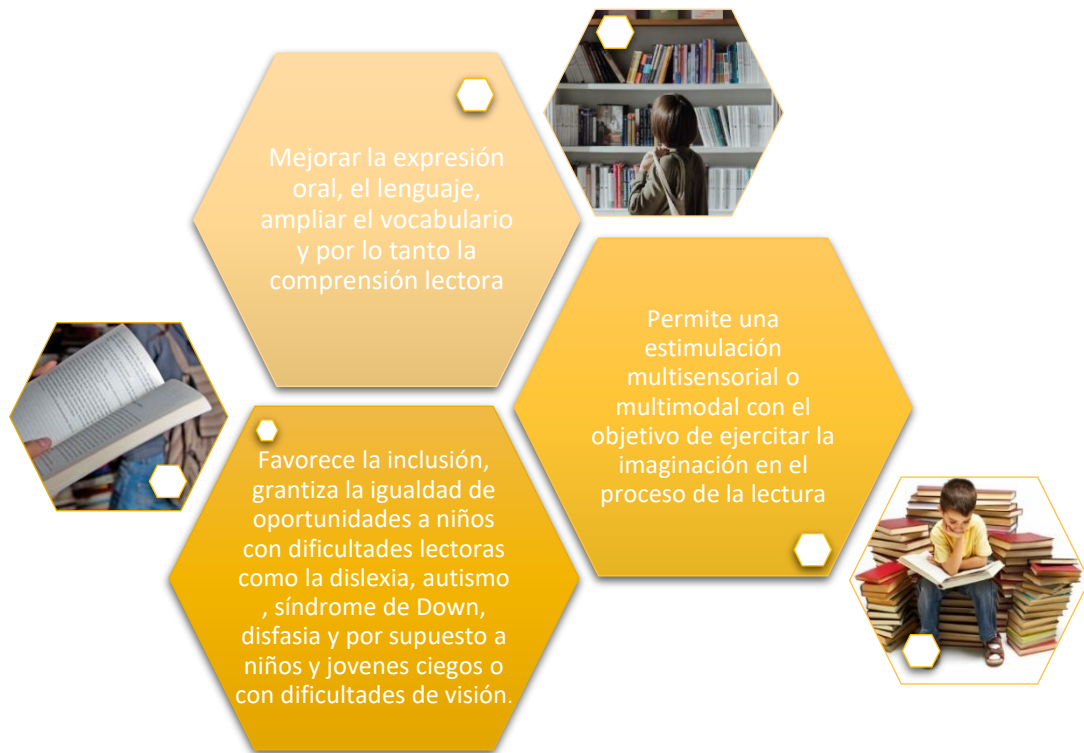 Mejorar la expresión
oral, el lenguaje,
ampliar el vocabulario
y por lo tanto la
comprensión lectora
Permite una
estimulación
multisensorial o
multimodal con el
objetivo de ejercitar la
imaginación en el
proceso de la lectura
Favorece la inclusión,
grantiza la igualdad de
oportunidades a niños
con dificultades lectoras
como la dislexia, autismo
, síndrome de Down,
disfasia y por supuesto a
niños y jovenes ciegos o
con dificultades de visión.